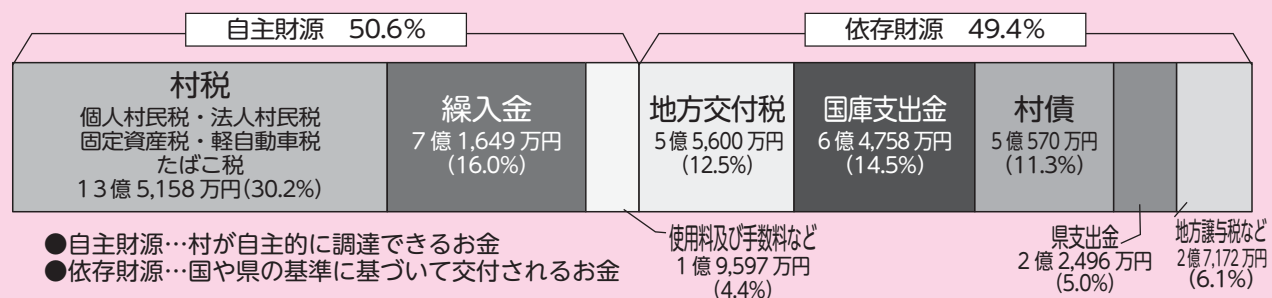 自主財源 50.6%
依存財源 49.4%
村税
個人村民税・法人村民税
固定資産税・軽自動車税
たばこ税
13億5,158万円(30.2%)
繰入金
7億1,649万円
(16.0%)
地方交付税
5億5,600万円
(12.5%)
国庫支出金
6億4,758万円
(14.5%)
村債
5億570万円
(11.3%)
使用料及び手数料など
1億9,597万円
(4.4%)
県支出金
2億2,496万円
(5.0%)
地方譲与税など
2億7,172万円
(6.1%)
●自主財源…村が自主的に調達できるお金
●依存財源…国や県の基準に基づいて交付されるお金